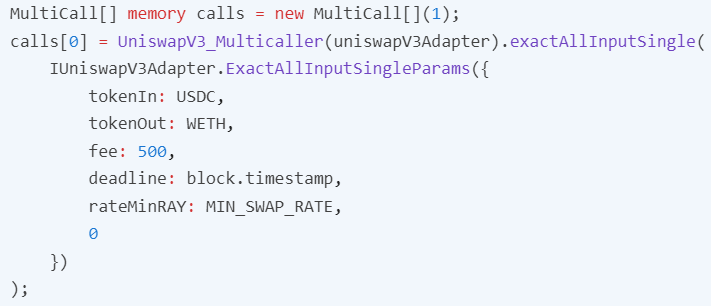 MultiCall[] memory calls = new MultiCall[](1);
calls[0] = UniswapV3_Multicaller(uniswapV3Adapter).exactAllInputSingle(
    IUniswapV3Adapter.ExactAllInputSingleParams({
        tokenIn: USDC,
        tokenOut: WETH,
        fee: 500,
        deadline: block.timestamp,
        rateMinRAY: MIN_SWAP_RATE,
        0
    })
);